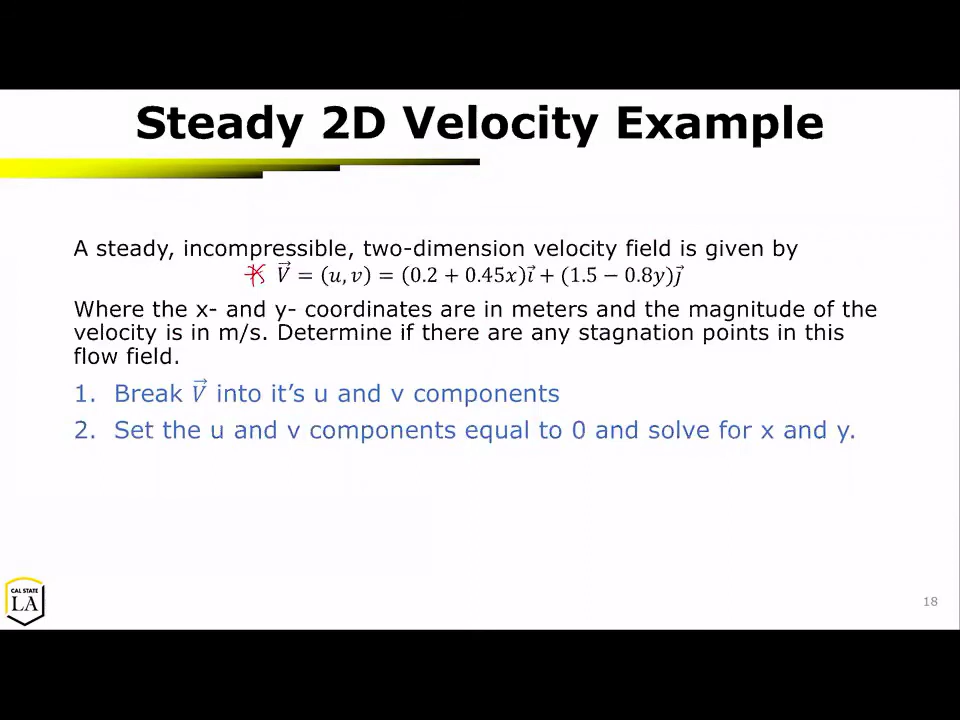 Steady 2D Velocity Example
A steady, incompressible, two-dimension velocity field is given by
V⃗ = (u, v) = (0.2 + 0.45x)i⃗ + (1.5 − 0.8y)j⃗
Where the x- and y- coordinates are in meters and the magnitude of the
velocity is in m/s. Determine if there are any stagnation points in this
flow field.
1. Break V⃗ into it’s u and v components
2. Set the u and v components equal to 0 and solve for x and y.
CAL STATE
LA
18